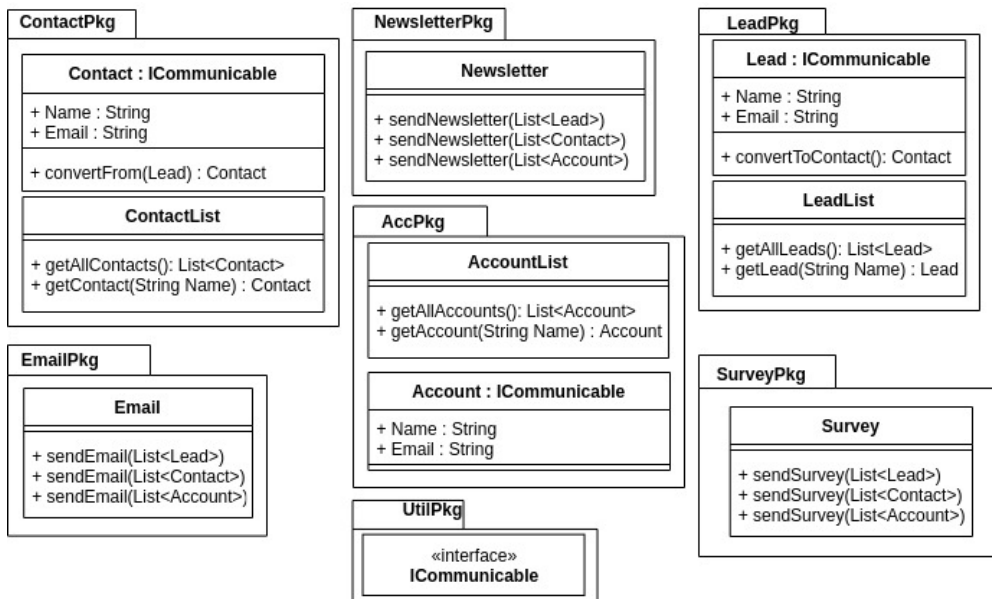 ContactPkg
Contact : ICommunicable
+ Name : String
+ Email : String
+ convertFrom(Lead) : Contact
ContactList
+ getAllContacts(): List<Contact>
+ getContact(String Name) : Contact
NewsletterPkg
Newsletter
+ sendNewsletter(List<Lead>)
+ sendNewsletter(List<Contact>)
+ sendNewsletter(List<Account>)
LeadPkg
Lead : ICommunicable
+ Name : String
+ Email : String
+ convertToContact(): Contact
LeadList
+ getAllLeads(): List<Lead>
+ getLead(String Name) : Lead
AccPkg
AccountList
+ getAllAccounts(): List<Account>
+ getAccount(String Name) : Account
Account : ICommunicable
+ Name : String
+ Email : String
EmailPkg
Email
+ sendEmail(List<Lead>)
+ sendEmail(List<Contact>)
+ sendEmail(List<Account>)
SurveyPkg
Survey
+ sendSurvey(List<Lead>)
+ sendSurvey(List<Contact>)
+ sendSurvey(List<Account>)
UtilPkg
«interface»
ICommunicable